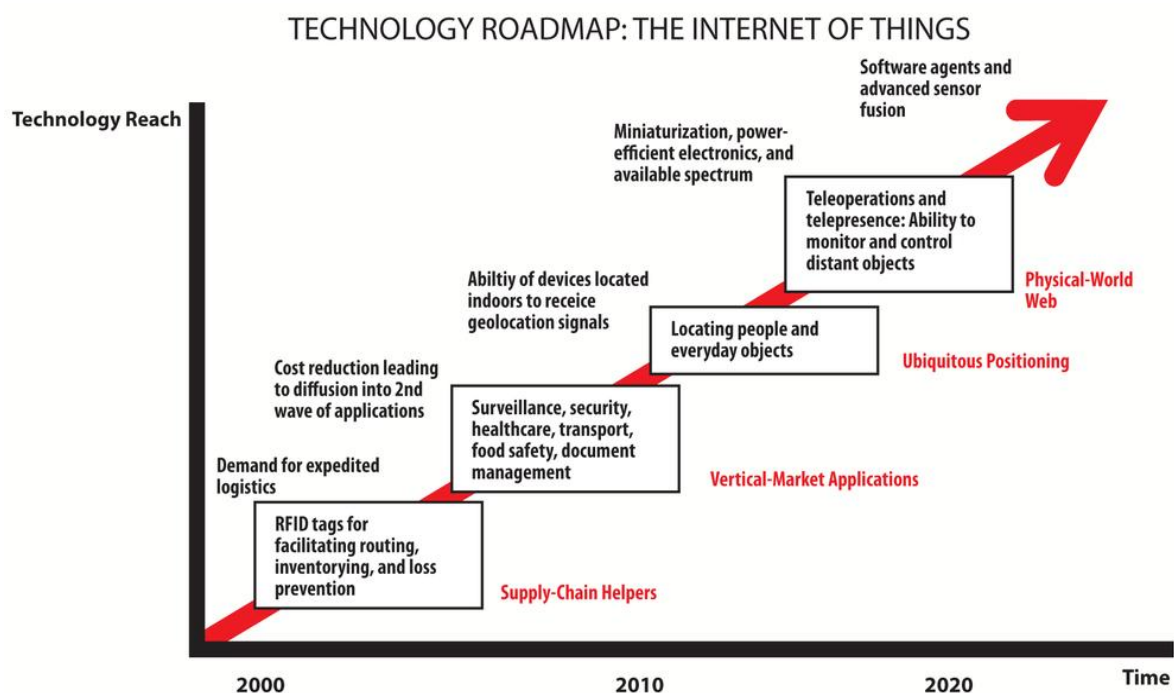 TECHNOLOGY ROADMAP: THE INTERNET OF THINGS
Software agents and
advanced sensor
fusion
Technology Reach
Miniaturization, power-
efficient electronics, and
available spectrum
Teleoperations and
telepresence: Ability to
monitor and control
distant objects
Physical-World
Web
Abiltiy of devices located
indoors to receice
geolocation signals
Locating people and
everyday objects
Ubiquitous Positioning
Cost reduction leading
to diffusion into 2nd
wave of applications
Surveillance, security,
healthcare, transport,
food safety, document
management
Vertical-Market Applications
Demand for expedited
logistics
RFID tags for
facilitating routing,
inventorying, and loss
prevention
Supply-Chain Helpers
2000
2010
2020
Time